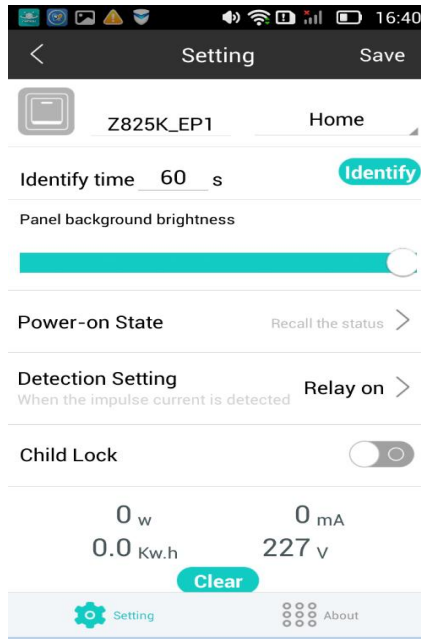 16:40
Setting Save
Z825K_EP1 Home
Identify time 60 s Identify
Panel background brightness
Power-on State Recall the status
Detection Setting
When the impulse current is detected Relay on
Child Lock
0 w 0 mA
0.0 Kw.h 227 v
Clear
Setting About